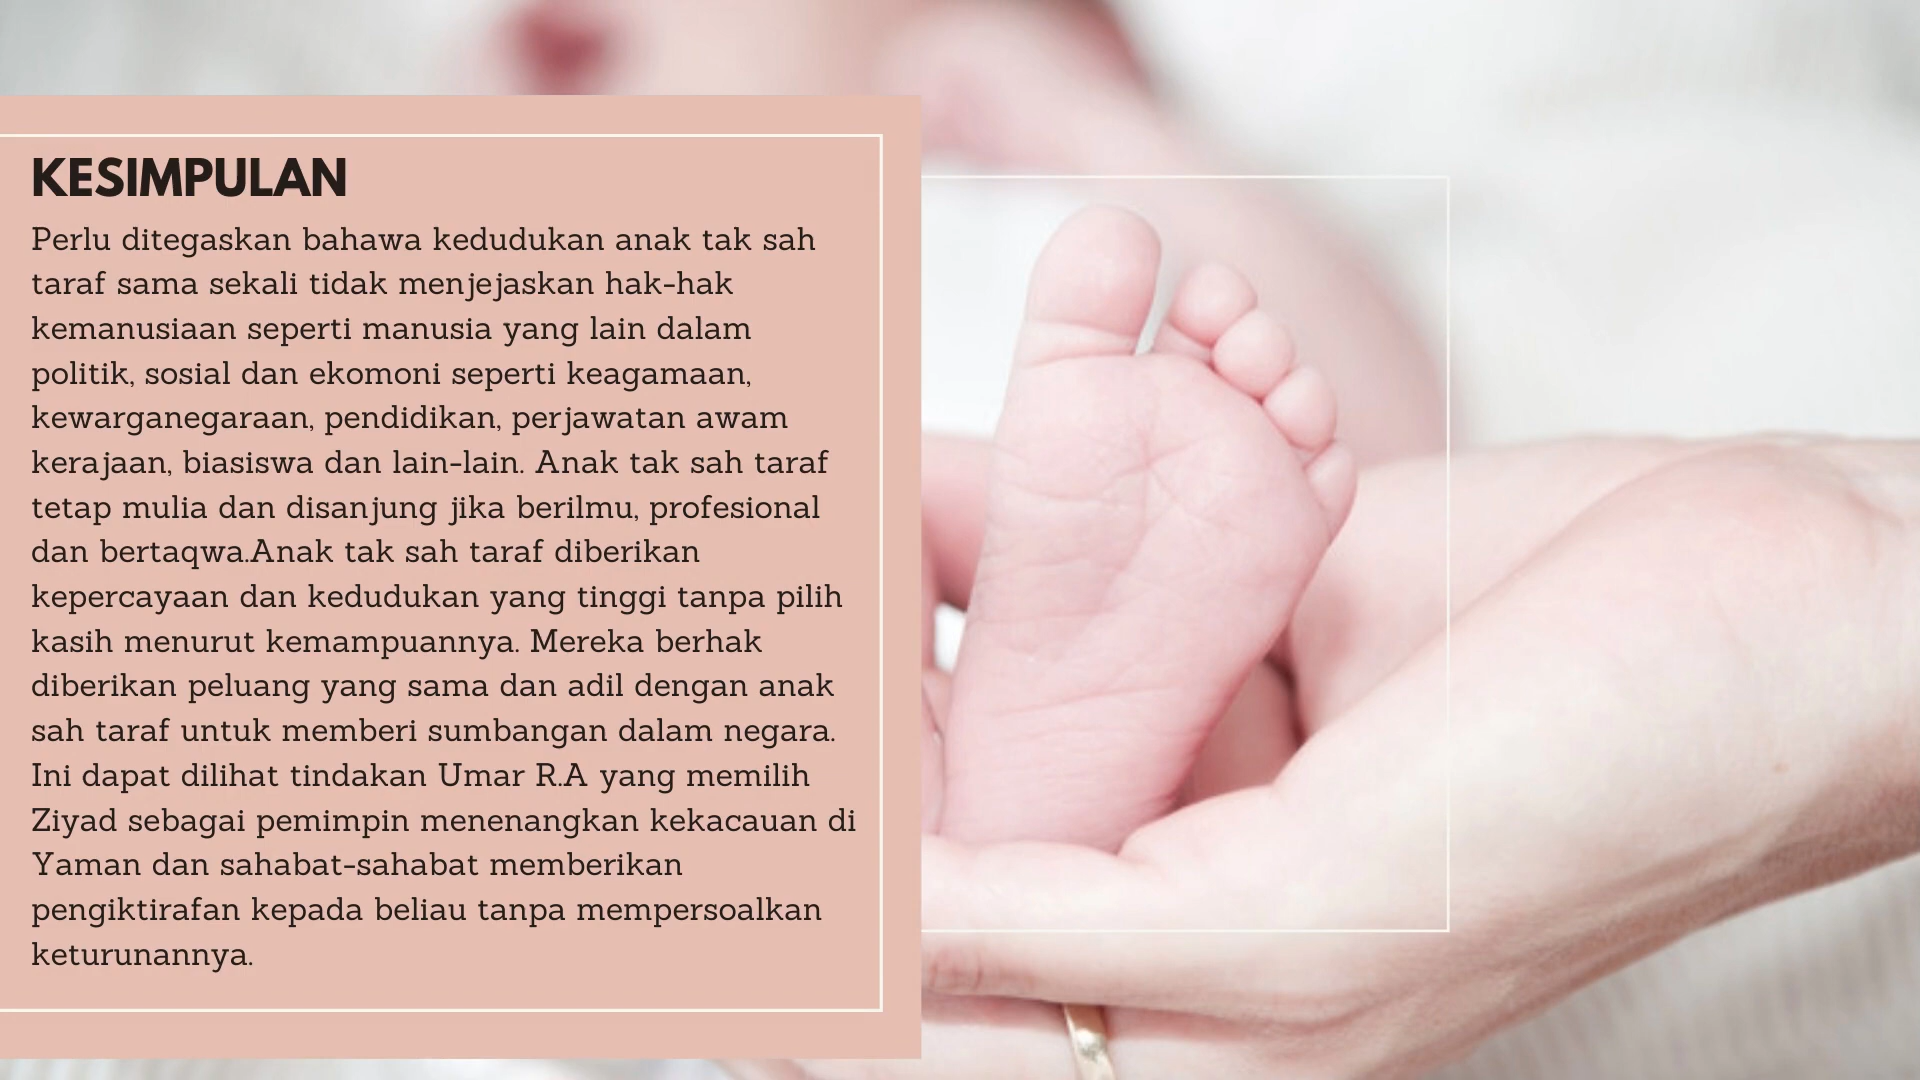 KESIMPULAN
Perlu ditegaskan bahawa kedudukan anak tak sah
taraf sama sekali tidak menjejaskan hak-hak
kemanusiaan seperti manusia yang lain dalam
politik, sosial dan ekomoni seperti keagamaan,
kewarganegaraan, pendidikan, perjawatan awam
kerajaan, biasiswa dan lain-lain. Anak tak sah taraf
tetap mulia dan disanjung jika berilmu, profesional
dan bertaqwa.Anak tak sah taraf diberikan
kepercayaan dan kedudukan yang tinggi tanpa pilih
kasih menurut kemampuannya. Mereka berhak
diberikan peluang yang sama dan adil dengan anak
sah taraf untuk memberi sumbangan dalam negara.
Ini dapat dilihat tindakan Umar R.A yang memilih
Ziyad sebagai pemimpin menenangkan kekacauan di
Yaman dan sahabat-sahabat memberikan
pengiktirafan kepada beliau tanpa mempersoalkan
keturunannya.